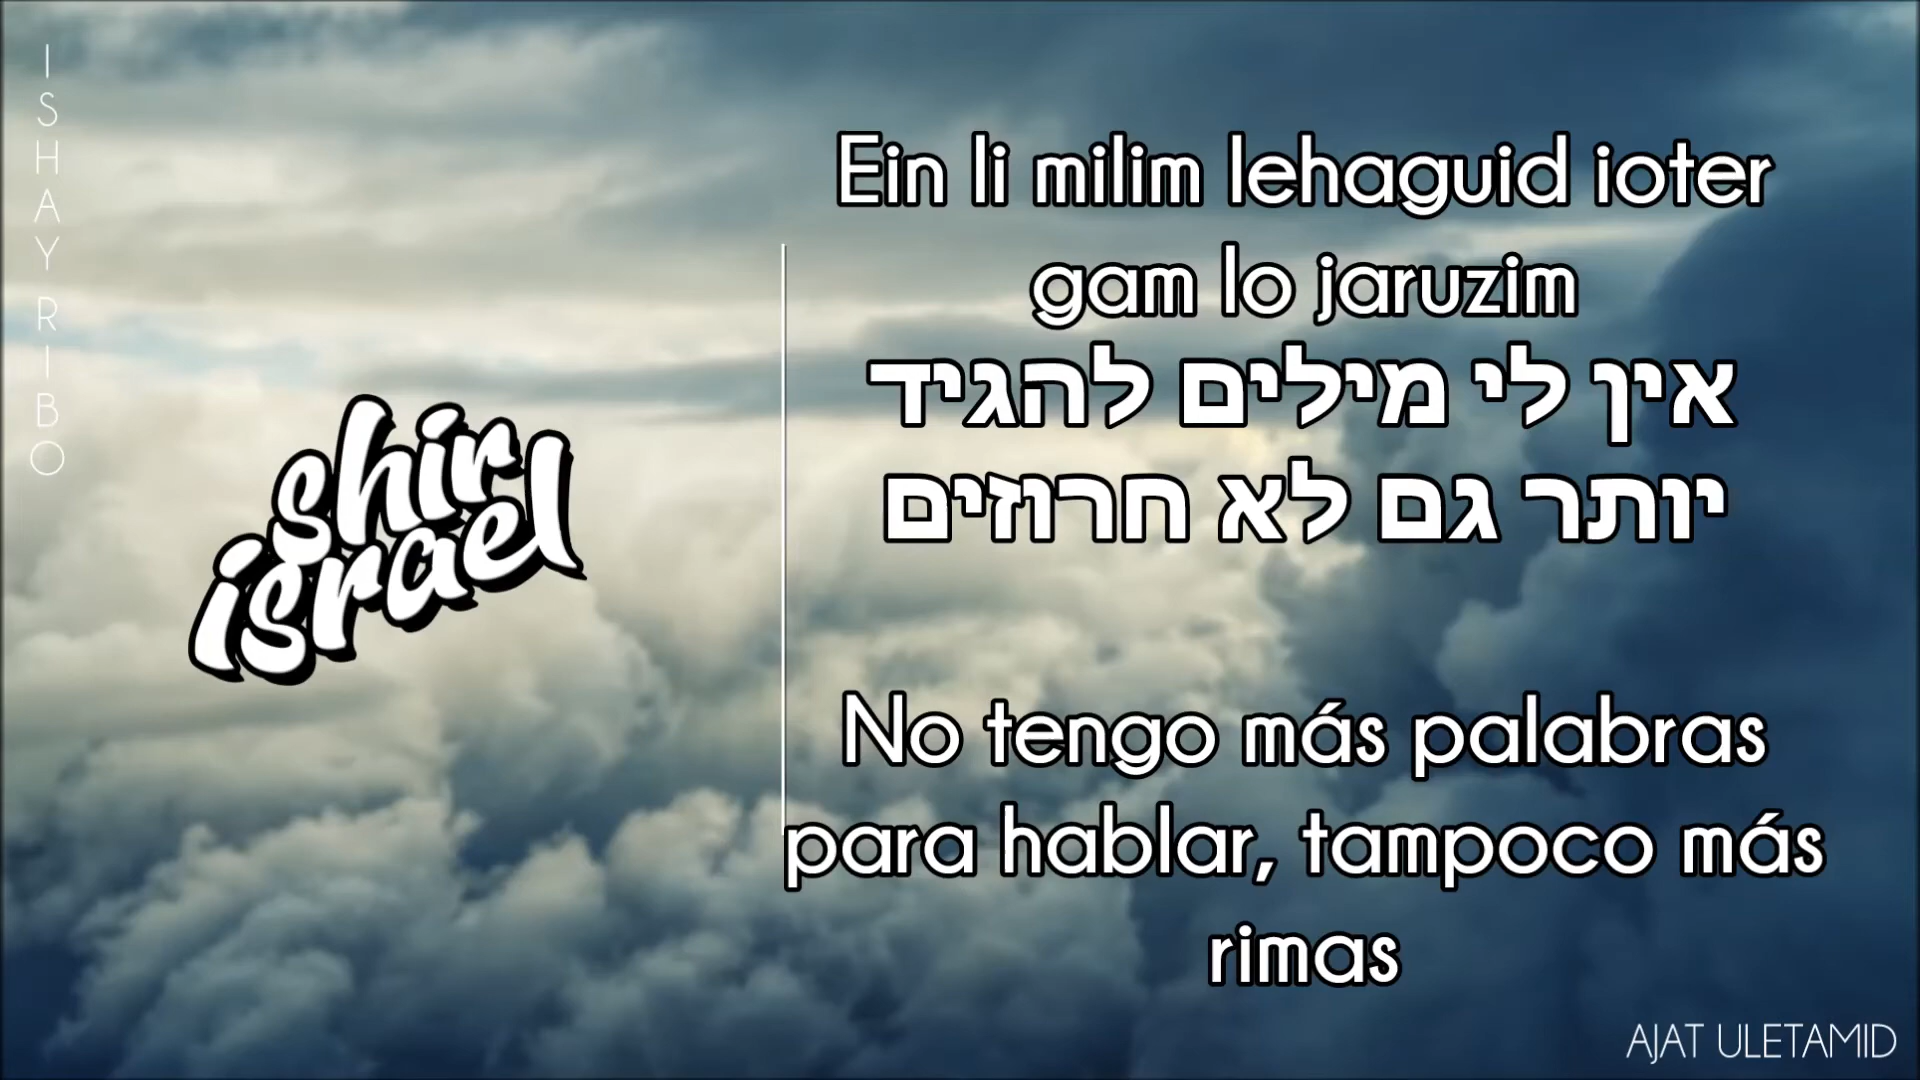 ISHAY RIBO
shir
israel
Ein li milim lehaguid ioter
gam lo jaruzim
אין לי מילים להגיד
יותר גם לא חרוזים
No tengo más palabras
para hablar, tampoco más
rimas
AJAT ULETAMID